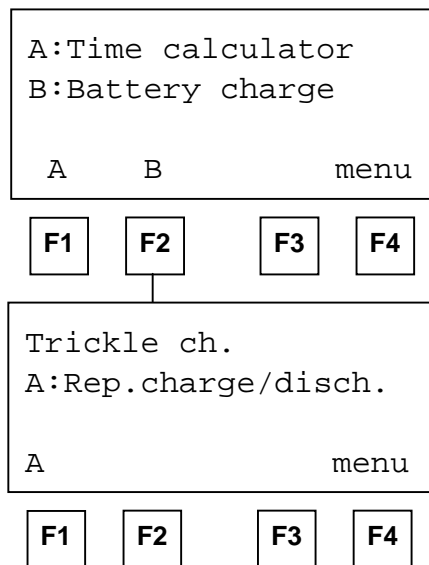 A:Time calculator
B:Battery charge
A B menu
F1 F2 F3 F4
Trickle ch.
A:Rep.charge/disch.
A menu
F1 F2 F3 F4